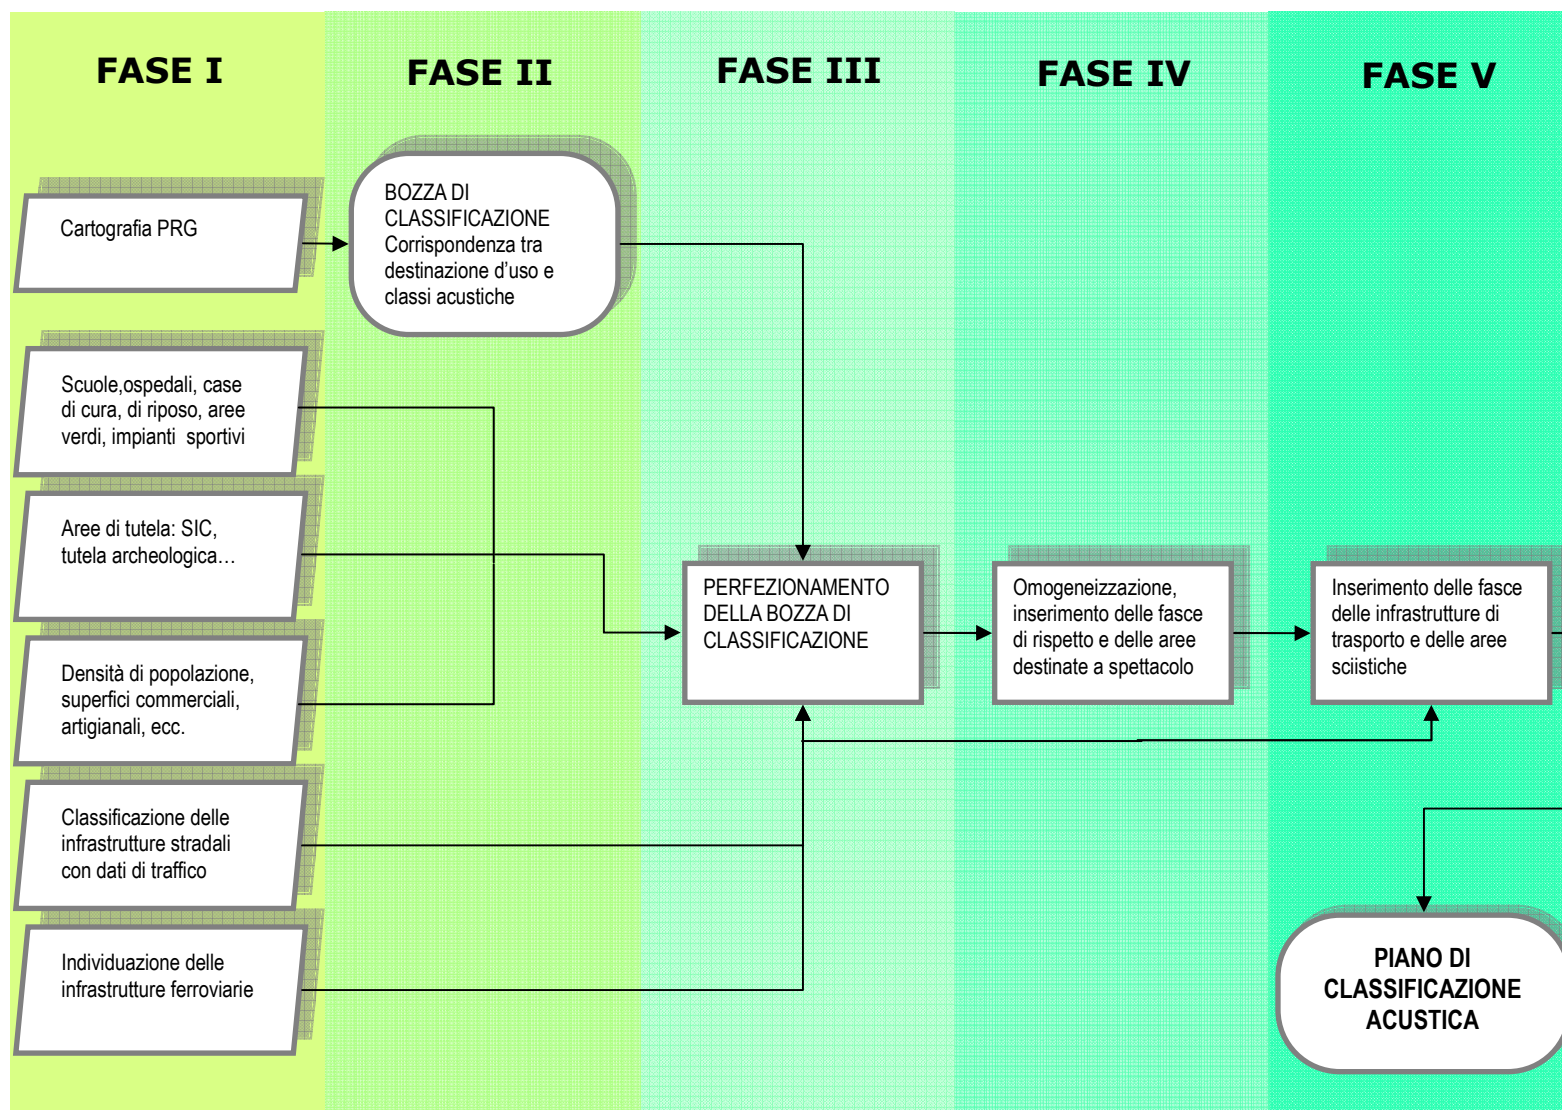 FASE I
FASE II
FASE III
FASE IV
FASE V
Cartografia PRG
BOZZA DI
CLASSIFICAZIONE
Corrispondenza tra
destinazione d’uso e
classi acustiche
Scuole,ospedali, case
di cura, di riposo, aree
verdi, impianti sportivi
Aree di tutela: SIC,
tutela archeologica…
Densità di popolazione,
superfici commerciali,
artigianali, ecc.
Classificazione delle
infrastrutture stradali
con dati di traffico
Individuazione delle
infrastrutture ferroviarie
PERFEZIONAMENTO
DELLA BOZZA DI
CLASSIFICAZIONE
Omogeneizzazione,
inserimento delle fasce
di rispetto e delle aree
destinate a spettacolo
Inserimento delle fasce
delle infrastrutture di
trasporto e delle aree
sciistiche
PIANO DI
CLASSIFICAZIONE
ACUSTICA